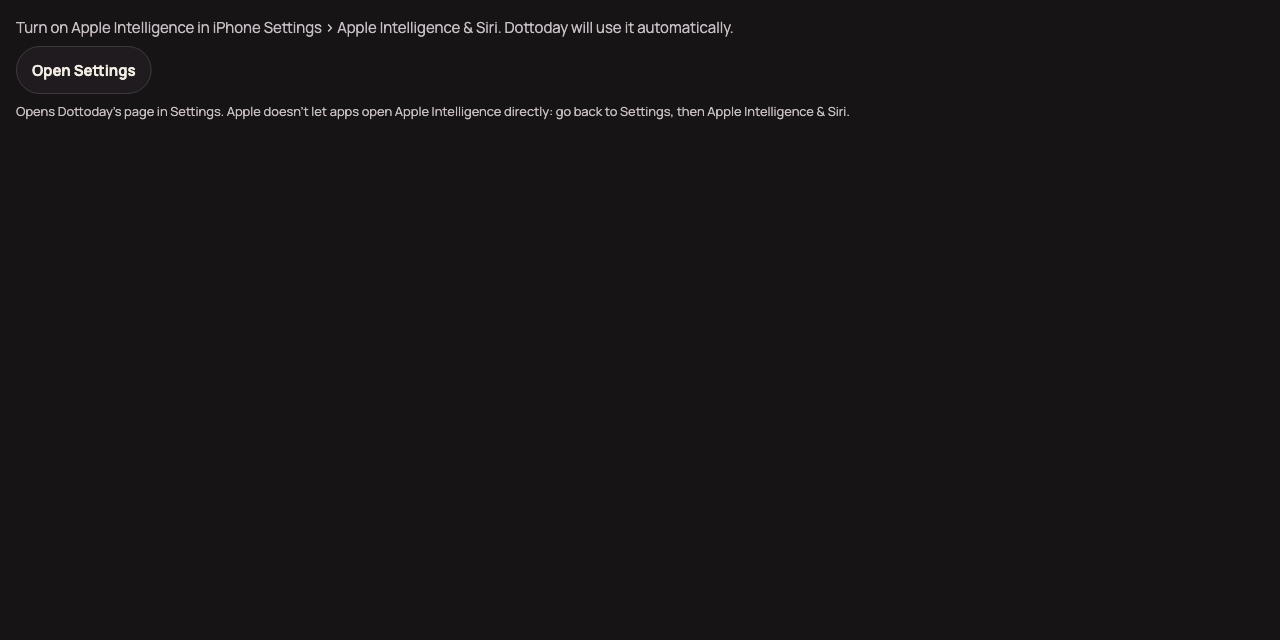 Turn on Apple Intelligence in iPhone Settings › Apple Intelligence & Siri. Dottoday will use it automatically.
Open Settings
Opens Dottoday's page in Settings. Apple doesn't let apps open Apple Intelligence directly: go back to Settings, then Apple Intelligence & Siri.